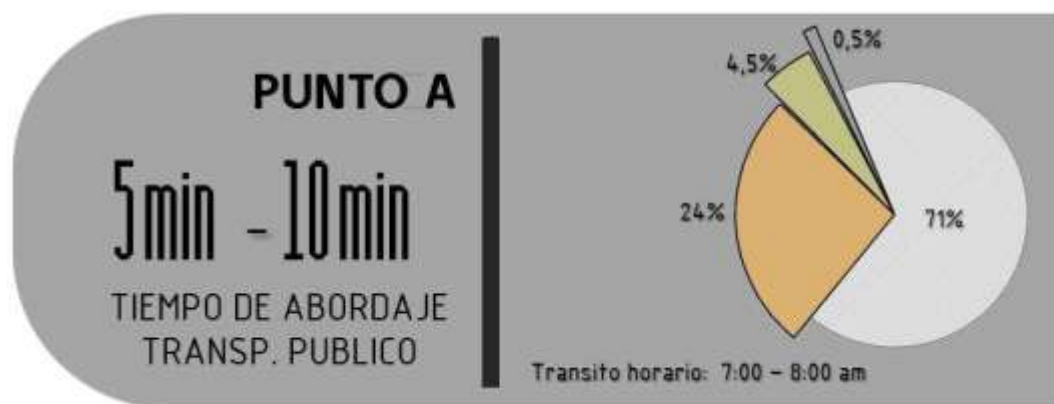 PUNTO A
5min - 10min
TIEMPO DE ABORDAJE
TRANSP. PUBLICO
0,5%
4,5%
24%
71%
Transito horario: 7:00 - 8:00 am